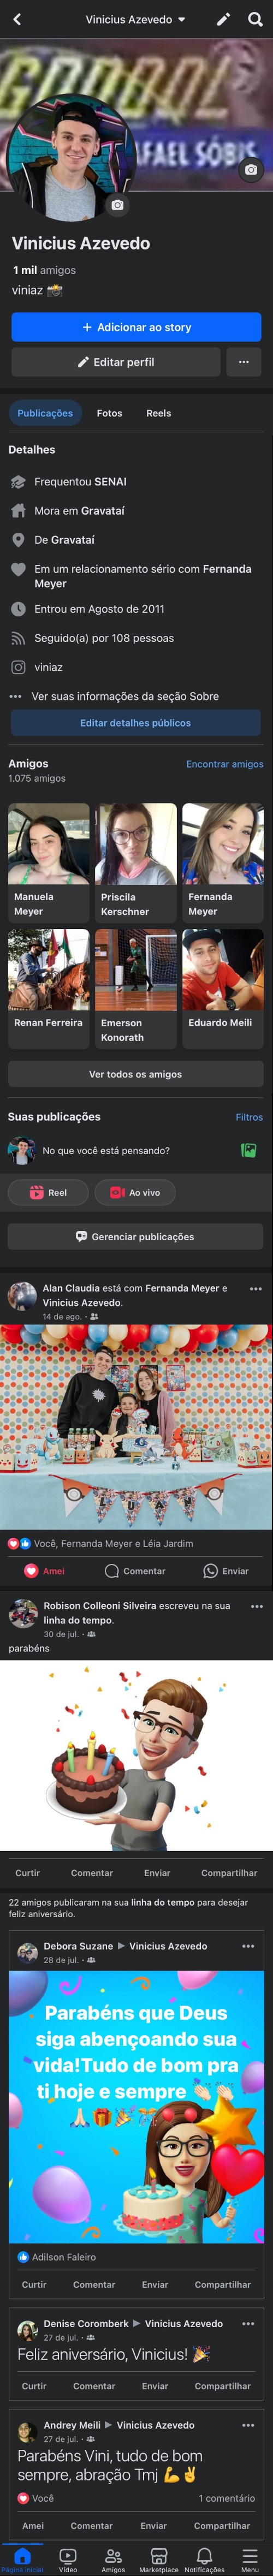 Vinicius Azevedo
RAFAEL SÓBIS
Vinicius Azevedo
1 mil amigos
viniaz 📸
+ Adicionar ao story
Editar perfil
Publicações Fotos Reels
Detalhes
Frequentou SENAI
Mora em Gravataí
De Gravataí
Em um relacionamento sério com Fernanda
Meyer
Entrou em Agosto de 2011
Seguido(a) por 108 pessoas
viniaz
Ver suas informações da seção Sobre
Editar detalhes públicos
Amigos Encontrar amigos
1.075 amigos
Manuela
Meyer
Priscila
Kerschner
Fernanda
Meyer
Renan Ferreira
Emerson
Konorath
Eduardo Meili
Ver todos os amigos
Suas publicações Filtros
No que você está pensando?
Reel Ao vivo
Gerenciar publicações
Alan Claudia está com Fernanda Meyer e
Vinicius Azevedo.
14 de ago. ·
RUAN
Você, Fernanda Meyer e Léia Jardim
Amei Comentar Enviar
Robison Colleoni Silveira escreveu na sua
linha do tempo.
30 de jul. ·
parabéns
Curtir Comentar Enviar Compartilhar
22 amigos publicaram na sua linha do tempo para desejar
feliz aniversário.
Debora Suzane ▶ Vinicius Azevedo
28 de jul. ·
Parabéns que Deus
siga abençoando sua
vida!Tudo de bom pra
ti hoje e sempre 👏🏻👏🏻
🙏🏻🎁🎉🎊
Adilson Faleiro
Curtir Comentar Enviar Compartilhar
Denise Coromberk ▶ Vinicius Azevedo
27 de jul. ·
Feliz aniversário, Vinicius! 🎉
Curtir Comentar Enviar Compartilhar
Andrey Meili ▶ Vinicius Azevedo
27 de jul. ·
Parabéns Vini, tudo de bom
sempre, abração Tmj 💪✌️
Você 1 comentário
Amei Comentar Enviar Compartilhar
Página inicial Vídeo Amigos Marketplace Notificações Menu